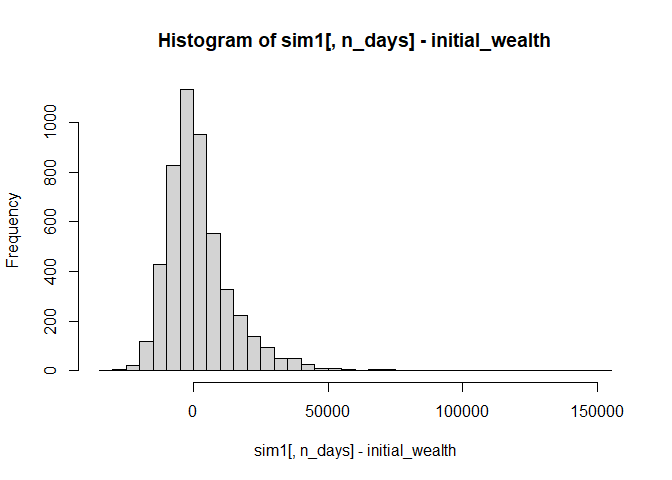 Histogram of sim1[, n_days] - initial_wealth
Frequency
1000
800
600
400
200
0
0 50000 100000 150000
sim1[, n_days] - initial_wealth